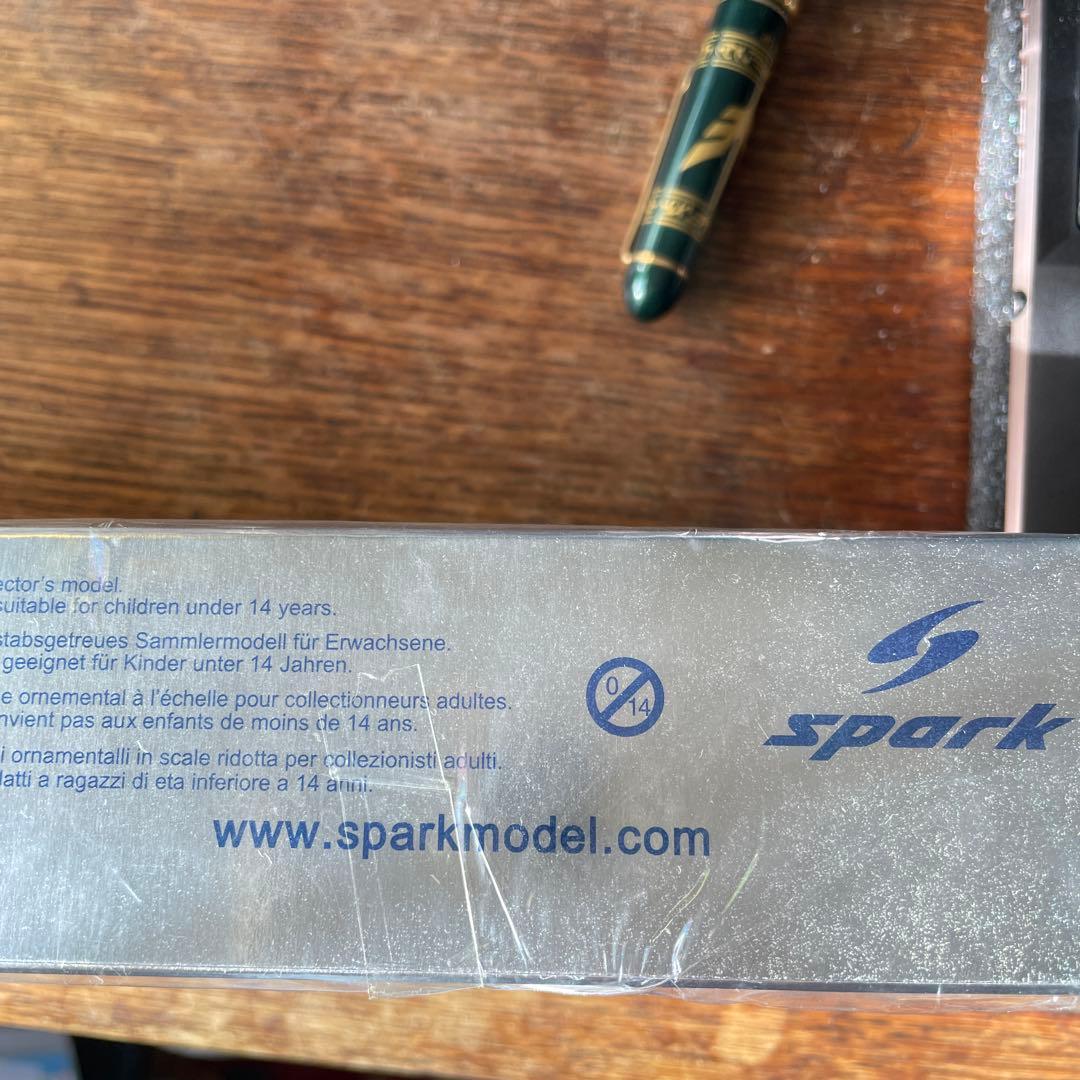 ector's model.
suitable for children under 14 years.
stabsgetreues Sammlermodell für Erwachsene.
geeignet für Kinder unter 14 Jahren.
e ornemental à l'échelle pour collectionneurs adultes.
nvient pas aux enfants de moins de 14 ans.
i ornamentalli in scale ridotta per collezionisti adulti.
latti a ragazzi di eta inferiore a 14 anni.
0
14
spark
www.sparkmodel.com